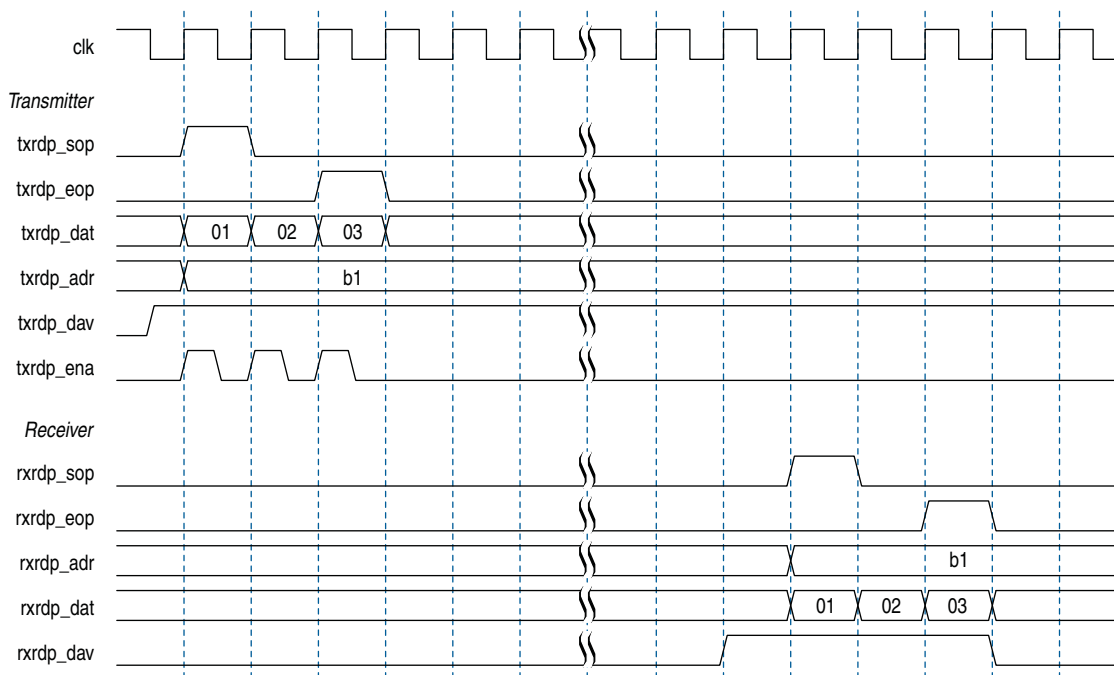 clk
Transmitter
txrdp_sop
txrdp_eop
txrdp_dat 01 02 03
txrdp_adr b1
txrdp_dav
txrdp_ena
Receiver
rxrdp_sop
rxrdp_eop
rxrdp_adr b1
rxrdp_dat 01 02 03
rxrdp_dav